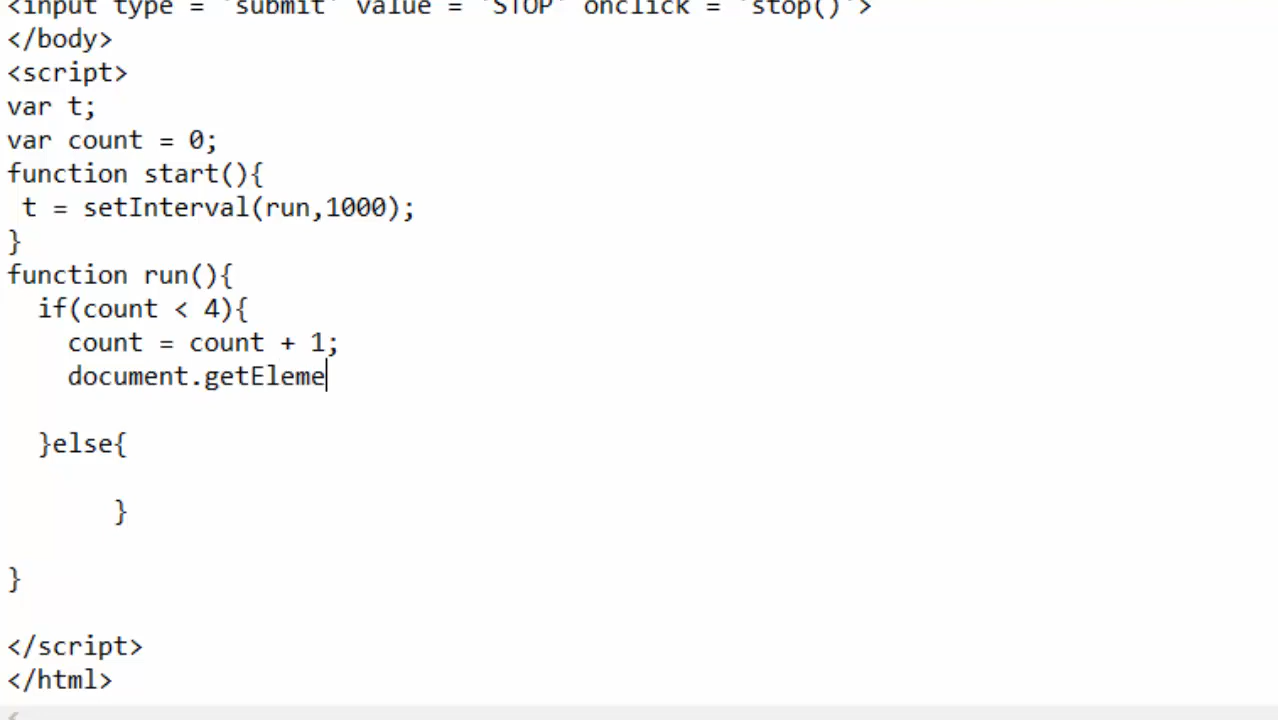 <input type = 'submit' value = 'STOP' onclick = 'stop()'>
</body>
<script>
var t;
var count = 0;
function start(){
 t = setInterval(run,1000);
}
function run(){
  if(count < 4){
    count = count + 1;
    document.getEleme
  }else{
       }
}
</script>
</html>